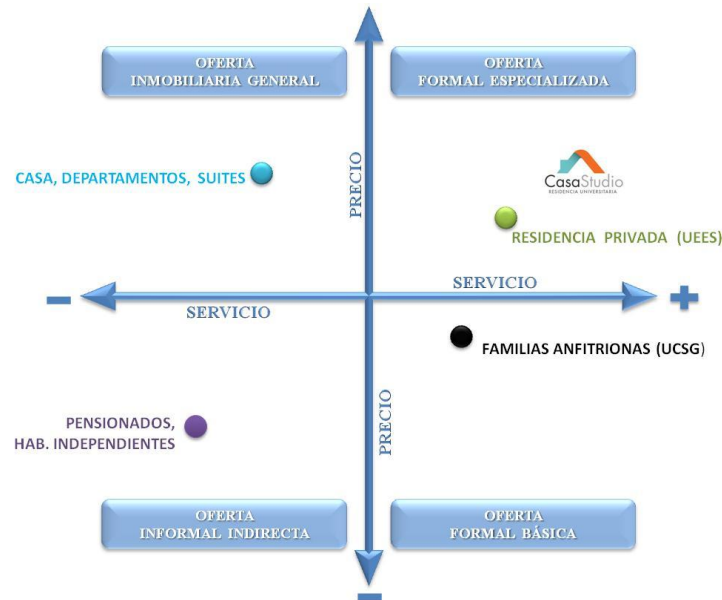 OFERTA
INMOBILIARIA GENERAL
OFERTA
FORMAL ESPECIALIZADA
PRECIO
CASA, DEPARTAMENTOS, SUITES
CasaStudio
RESIDENCIA UNIVERSITARIA
RESIDENCIA PRIVADA (UEES)
SERVICIO
SERVICIO
FAMILIAS ANFITRIONAS (UCSG)
PRECIO
PENSIONADOS,
HAB. INDEPENDIENTES
OFERTA
INFORMAL INDIRECTA
OFERTA
FORMAL BÁSICA